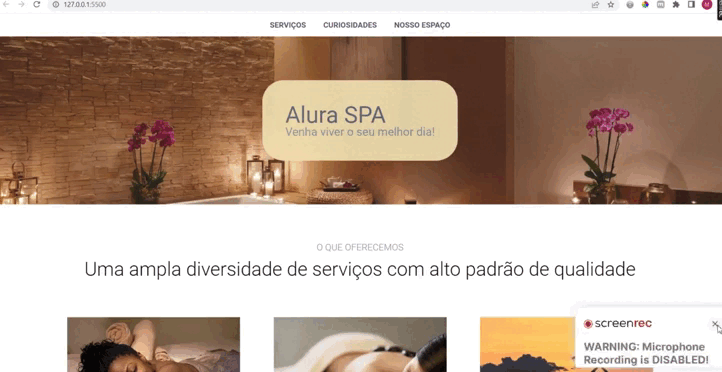 127.0.0.1:5500
M
SERVIÇOS CURIOSIDADES NOSSO ESPAÇO
Alura SPA
Venha viver o seu melhor dia!
O QUE OFERECEMOS
Uma ampla diversidade de serviços com alto padrão de qualidade
screenrec
WARNING: Microphone
Recording is DISABLED!